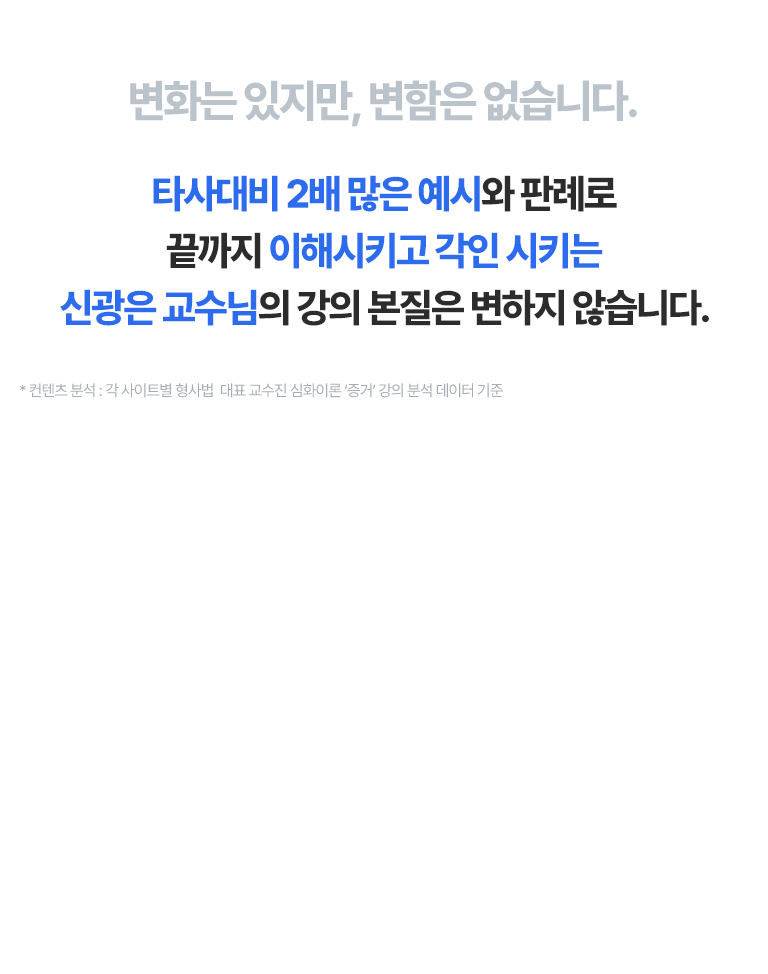 변화는 있지만, 변함은 없습니다.
타사대비 2배 많은 예시와 판례로
끝까지 이해시키고 각인 시키는
신광은 교수님의 강의 본질은 변하지 않습니다.
* 컨텐츠 분석 : 각 사이트별 형사법 대표 교수진 심화이론 ‘증거’ 강의 분석 데이터 기준